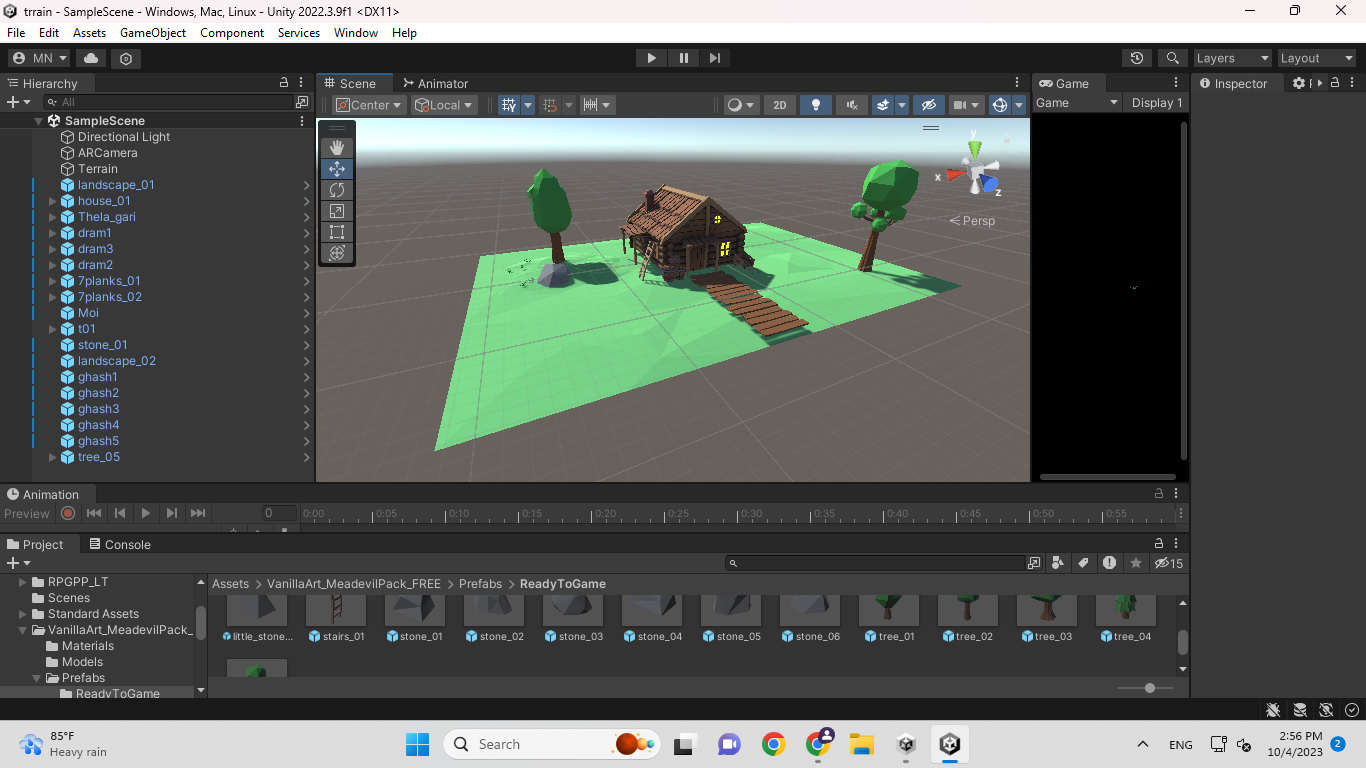 trrain - SampleScene - Windows, Mac, Linux - Unity 2022.3.9f1 <DX11>
File Edit Assets GameObject Component Services Window Help
MN Layers Layout
Hierarchy Scene Animator Game Inspector
All Center Local 2D Game Display 1
SampleScene
Directional Light
ARCamera
Terrain
landscape_01
house_01
Thela_gari
dram1
dram3
dram2
7planks_01
7planks_02
Moi
t01
stone_01
landscape_02
ghash1
ghash2
ghash3
ghash4
ghash5
tree_05
y
x
z
Persp
Animation
Preview 0 0:00 0:05 0:10 0:15 0:20 0:25 0:30 0:35 0:40 0:45 0:50 0:55
Project Console
15
RPGPP_LT
Scenes
Standard Assets
VanillaArt_MeadevilPack_
Materials
Models
Prefabs
ReadyToGame
Assets > VanillaArt_MeadevilPack_FREE > Prefabs > ReadyToGame
little_stone... stairs_01 stone_01 stone_02 stone_03 stone_04 stone_05 stone_06 tree_01 tree_02 tree_03 tree_04
85°F
Heavy rain
Search
ENG
2:56 PM
10/4/2023
2